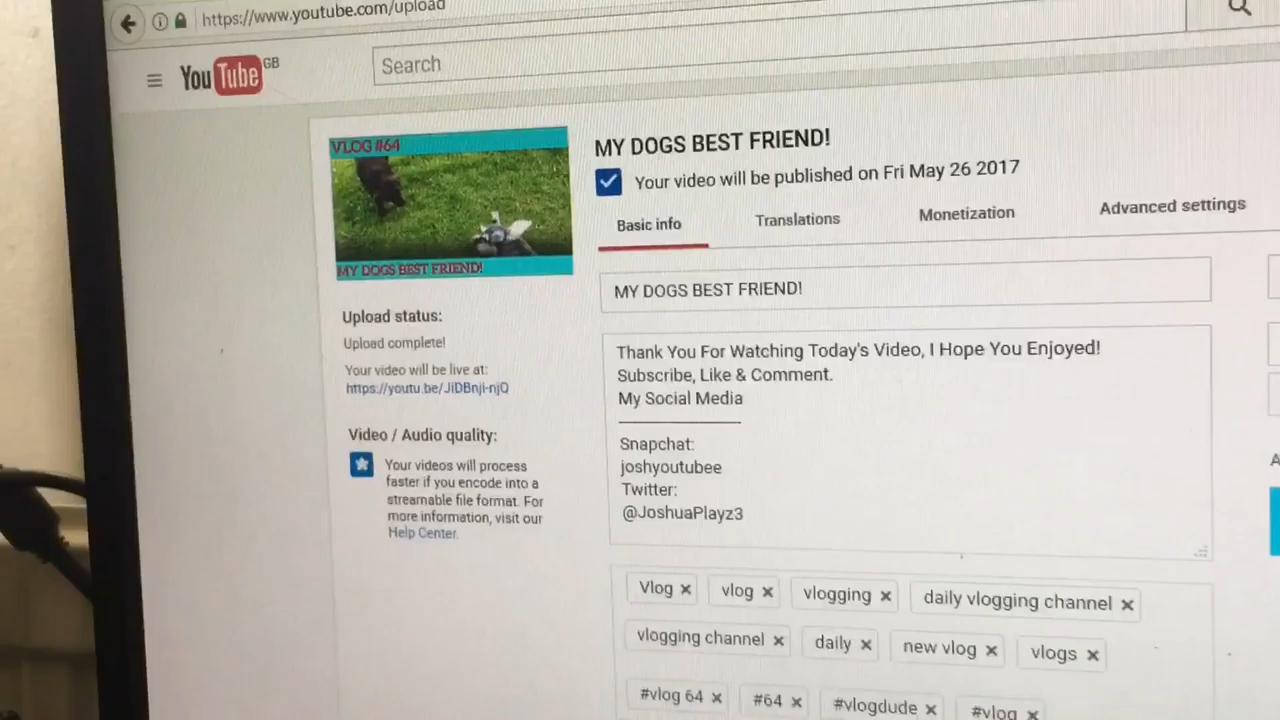 https://www.youtube.com/upload
YouTube GB
Search
VLOG #64
MY DOGS BEST FRIEND!
MY DOGS BEST FRIEND!
Your video will be published on Fri May 26 2017
Basic info
Translations
Monetization
Advanced settings
MY DOGS BEST FRIEND!
Upload status:
Upload complete!
Your video will be live at:
https://youtu.be/JiDBnji-njQ
Video / Audio quality:
Your videos will process
faster if you encode into a
streamable file format. For
more information, visit our
Help Center.
Thank You For Watching Today's Video, I Hope You Enjoyed!
Subscribe, Like & Comment.
My Social Media
Snapchat:
joshyoutubee
Twitter:
@JoshuaPlayz3
Vlog × vlog × vlogging × daily vlogging channel ×
vlogging channel × daily × new vlog × vlogs ×
#vlog 64 × #64 × #vlogdude × #vlog ×